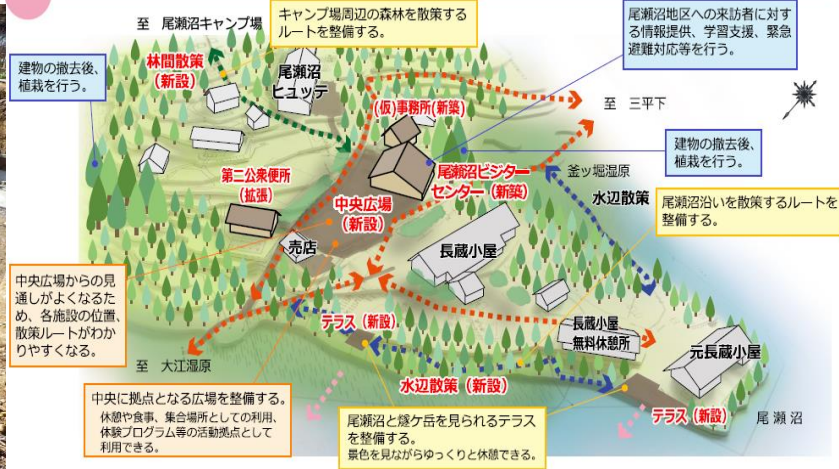 至 尾瀬沼キャンプ場
キャンプ場周辺の森林を散策する
ルートを整備する。
尾瀬沼地区への来訪者に対す
る情報提供、学習支援、緊急
避難対応等を行う。
建物の撤去後、
植栽を行う。
林間散策
（新設）
尾瀬沼
ヒュッテ
(仮)事務所(新築)
至 三平下
建物の撤去後、
植栽を行う。
第二公衆便所
（拡張）
中央広場
（新設）
尾瀬沼ビジター
センター（新築）
釜ッ堀湿原
水辺散策
尾瀬沼沿いを散策するルートを
整備する。
売店
長蔵小屋
中央広場からの見
通しがよくなるた
め、各施設の位置、
散策ルートがわか
りやすくなる。
テラス（新設）
長蔵小屋
無料休憩所
元長蔵小屋
至 大江湿原
水辺散策（新設）
テラス（新設）
尾瀬沼
中央に拠点となる広場を整備する。
休憩や食事、集合場所としての利用、
体験プログラム等の活動拠点として
利用できる。
尾瀬沼と燧ケ岳を見られるテラス
を整備する。
景色を見ながらゆっくりと休憩できる。